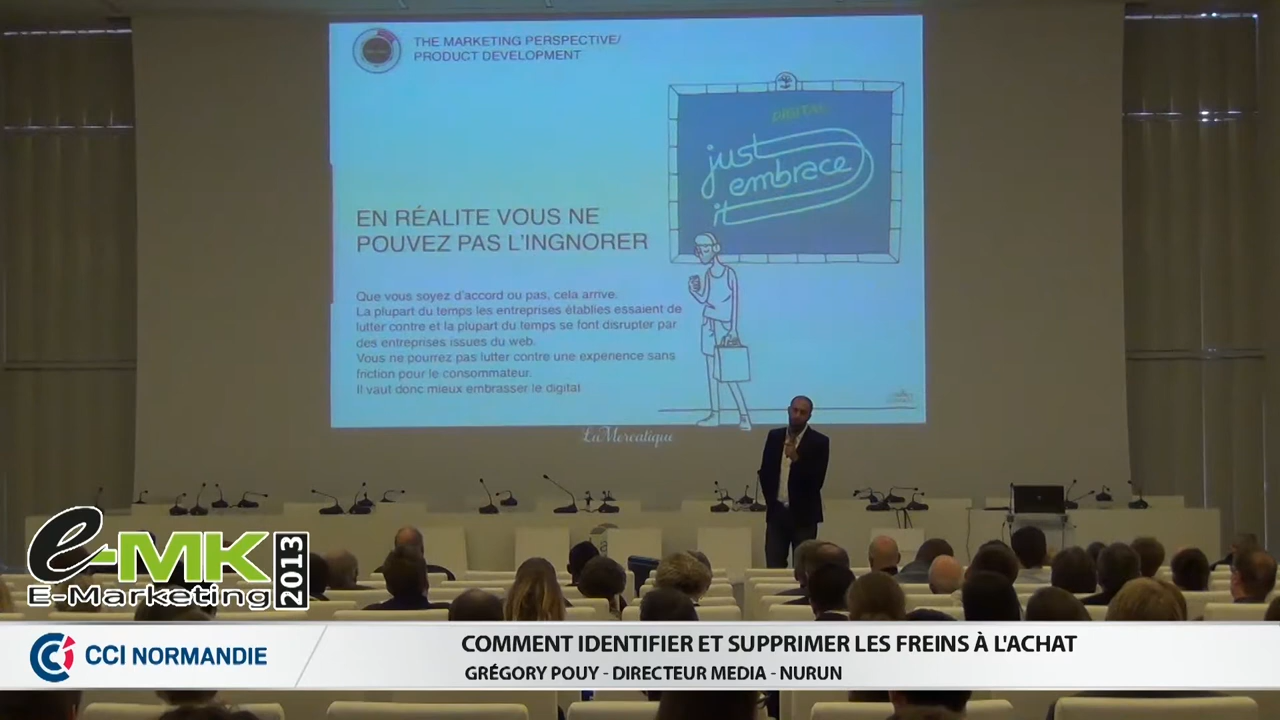 THE MARKETING PERSPECTIVE/
PRODUCT DEVELOPMENT
DIGITAL
just
embrace
it
EN RÉALITE VOUS NE
POUVEZ PAS L'INGNORER
Que vous soyez d'accord ou pas, cela arrive.
La plupart du temps les entreprises établies essaient de
lutter contre et la plupart du temps se font disrupter par
des entreprises issues du web.
Vous ne pourrez pas lutter contre une experience sans
friction pour le consommateur.
Il vaut donc mieux embrasser le digital
LaMercatique
e-MK
E-Marketing
2013
CCI NORMANDIE
COMMENT IDENTIFIER ET SUPPRIMER LES FREINS À L'ACHAT
GRÉGORY POUY - DIRECTEUR MEDIA - NURUN